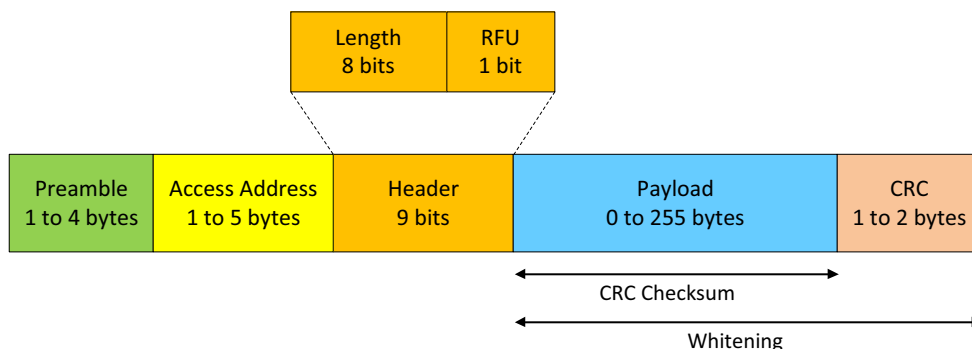 Length
8 bits
RFU
1 bit
Preamble
1 to 4 bytes
Access Address
1 to 5 bytes
Header
9 bits
Payload
0 to 255 bytes
CRC
1 to 2 bytes
CRC Checksum
Whitening